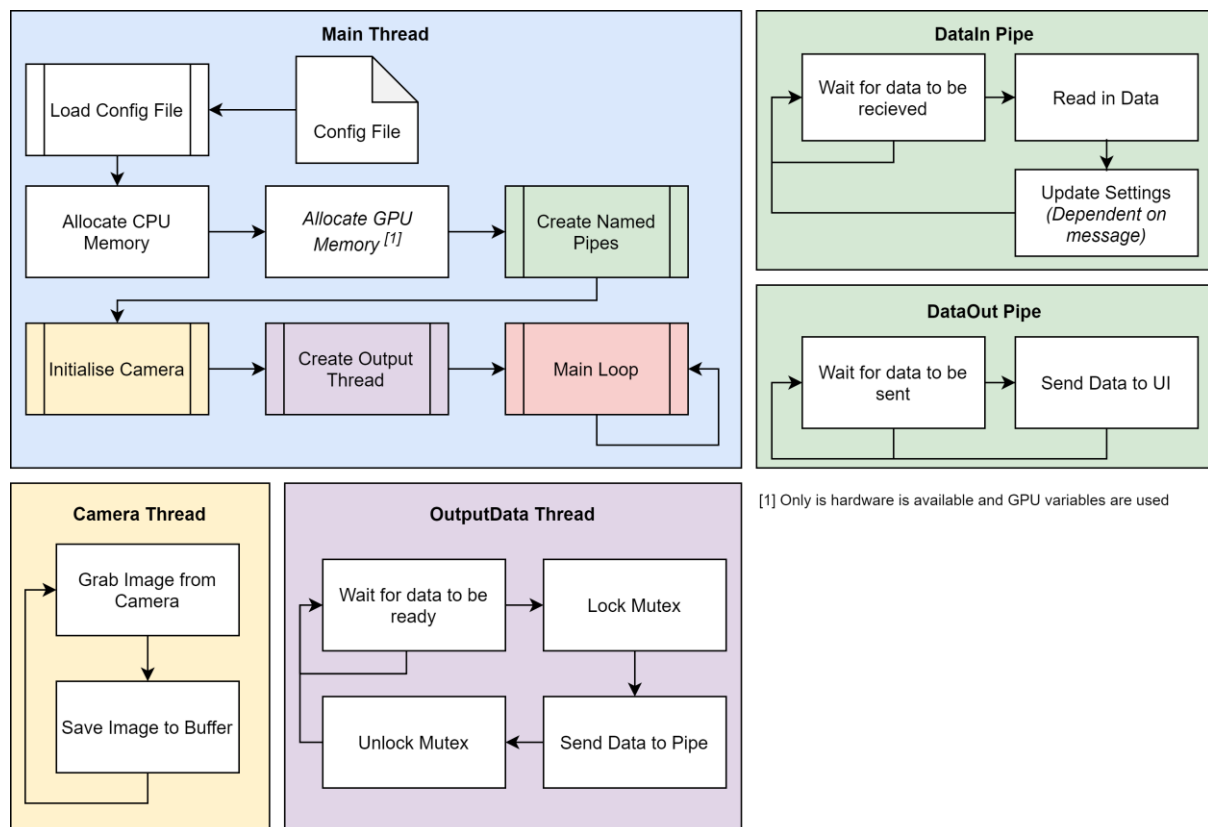 Main Thread
Load Config File
Config File
Allocate CPU
Memory
Allocate GPU
Memory [1]
Create Named
Pipes
Initialise Camera
Create Output
Thread
Main Loop
DataIn Pipe
Wait for data to be
recieved
Read in Data
Update Settings
(Dependent on
message)
DataOut Pipe
Wait for data to be
sent
Send Data to UI
[1] Only is hardware is available and GPU variables are used
Camera Thread
Grab Image from
Camera
Save Image to Buffer
OutputData Thread
Wait for data to be
ready
Lock Mutex
Unlock Mutex
Send Data to Pipe